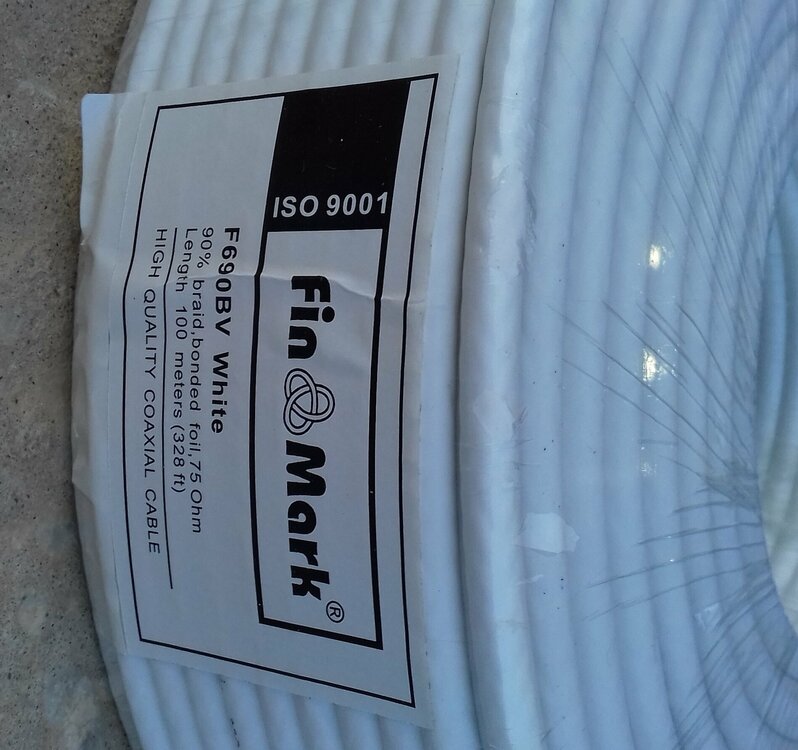 ISO 9001
Fin Mark®
F690BV White
90% braid,bonded foil,75 Ohm
Length 100 meters (328 ft)
HIGH QUALITY COAXIAL CABLE